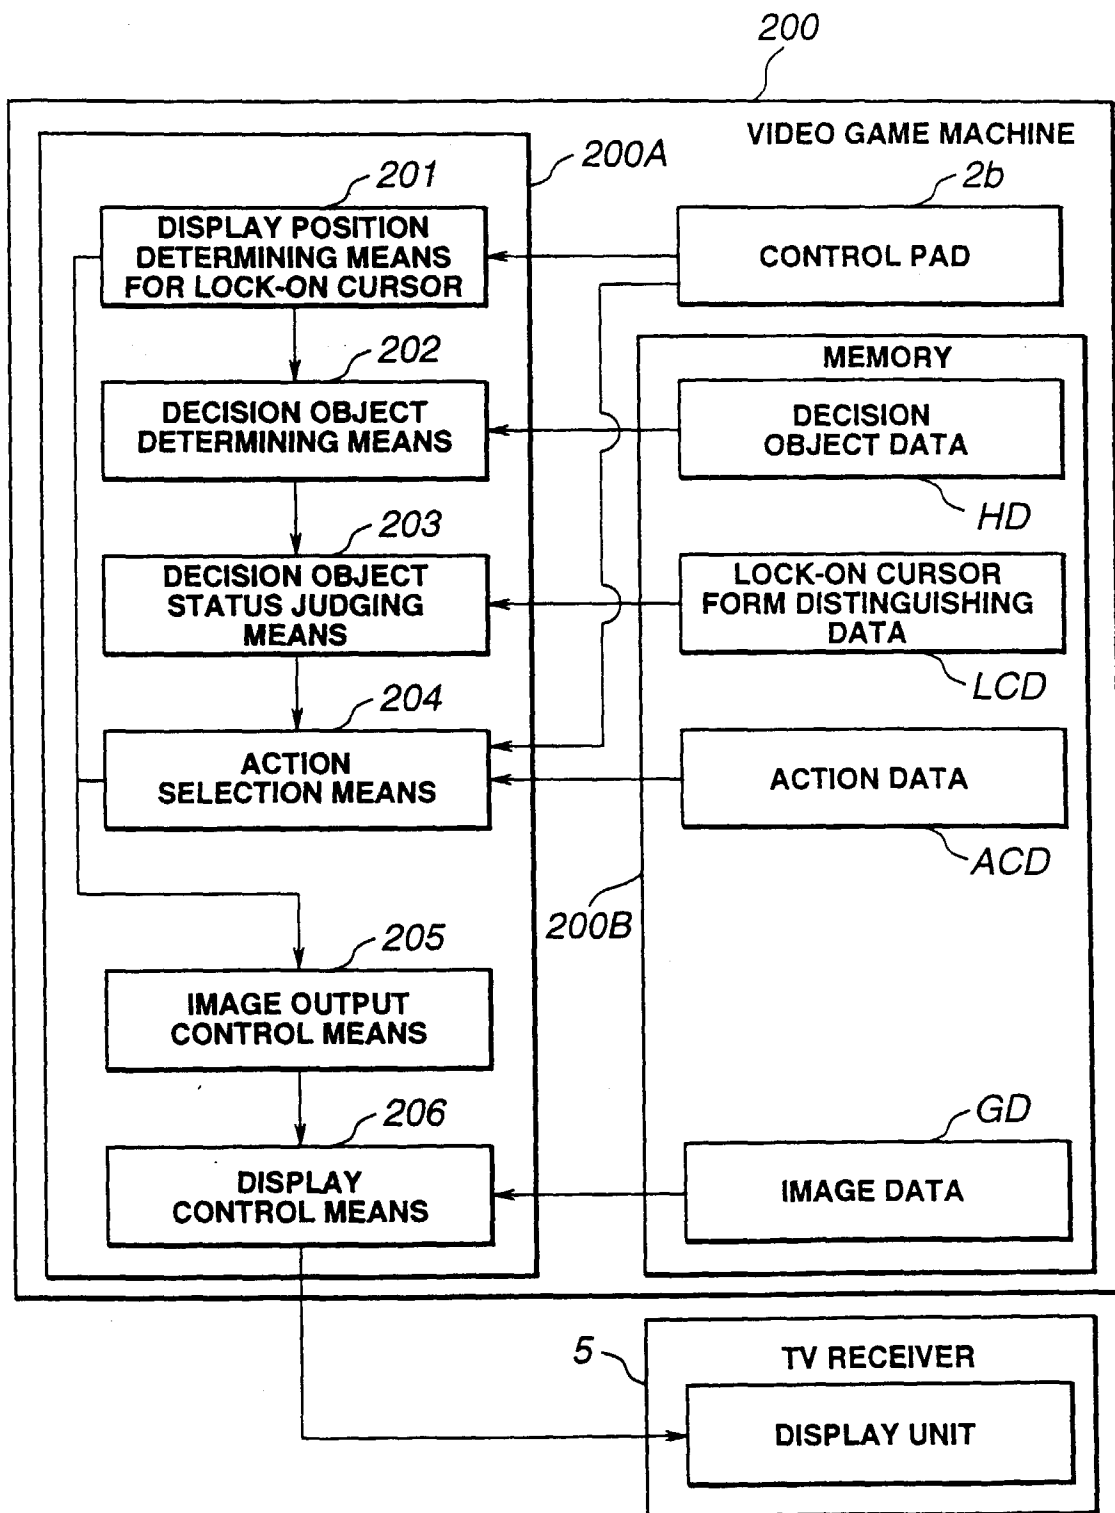 200
VIDEO GAME MACHINE
200A
201
DISPLAY POSITION
DETERMINING MEANS
FOR LOCK-ON CURSOR
2b
CONTROL PAD
202
DECISION OBJECT
DETERMINING MEANS
MEMORY
DECISION
OBJECT DATA
HD
203
DECISION OBJECT
STATUS JUDGING
MEANS
LOCK-ON CURSOR
FORM DISTINGUISHING
DATA
LCD
204
ACTION
SELECTION MEANS
ACTION DATA
ACD
200B
205
IMAGE OUTPUT
CONTROL MEANS
206
DISPLAY
CONTROL MEANS
GD
IMAGE DATA
5
TV RECEIVER
DISPLAY UNIT